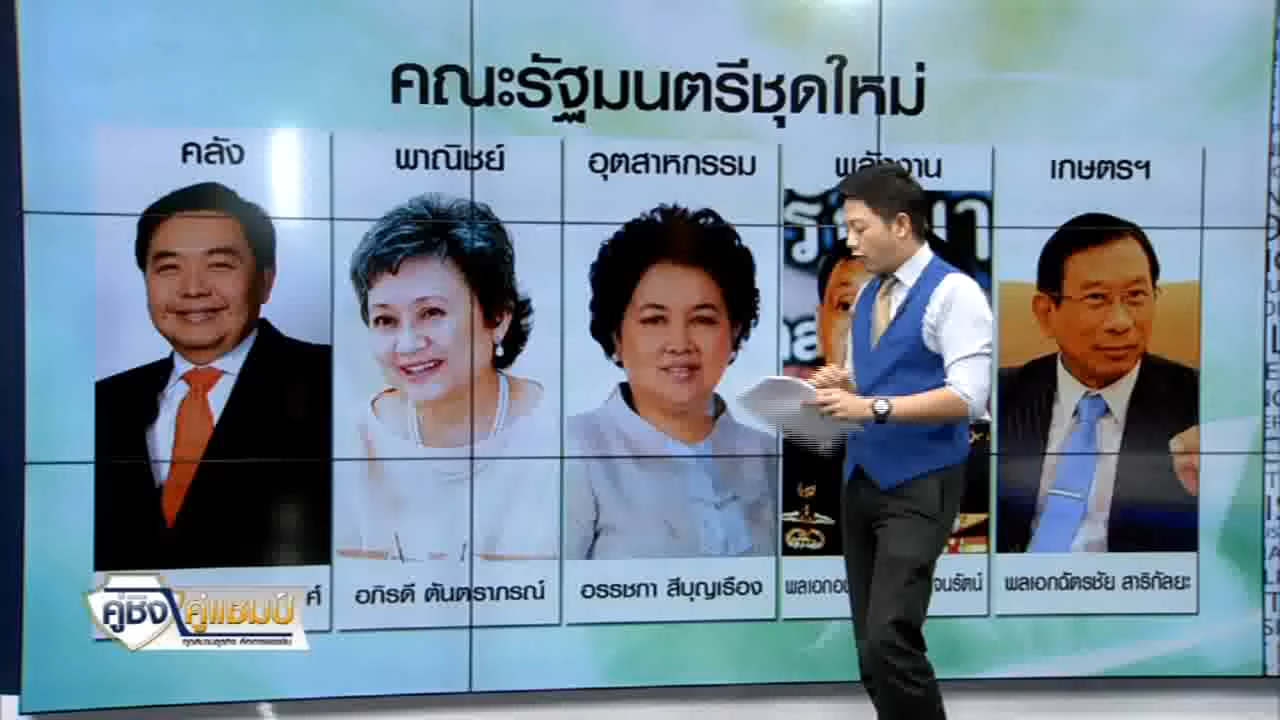 คณะรัฐมนตรีชุดใหม่
คลัง
พาณิชย์
อุตสาหกรรม
เกษตรฯ
อภิรดี ตันตราภรณ์
อรรชกา สีบุญเรือง
พลเอกฉัตรชัย สาริกัลยะ
คู่ชิง คู่แชมป์